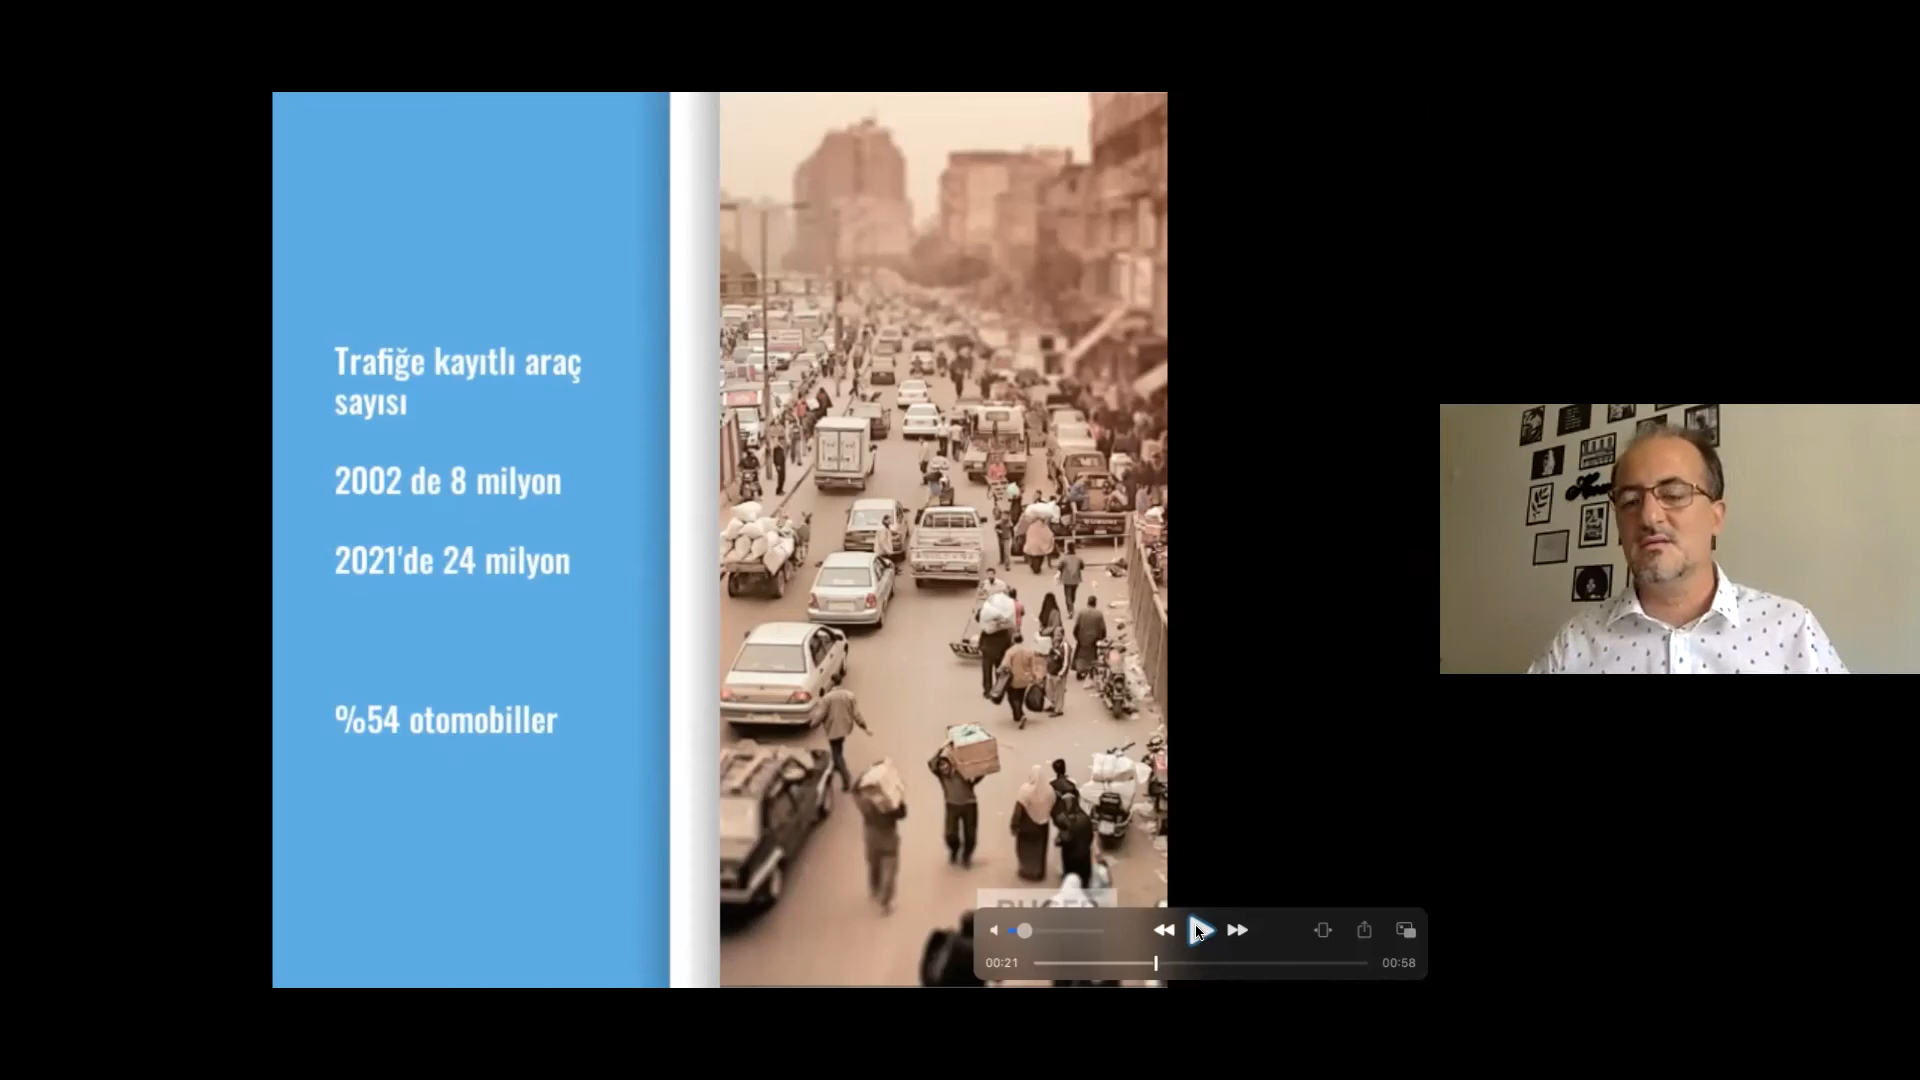 Trafiğe kayıtlı araç
sayısı
2002 de 8 milyon
2021'de 24 milyon
%54 otomobiller
00:21
00:58